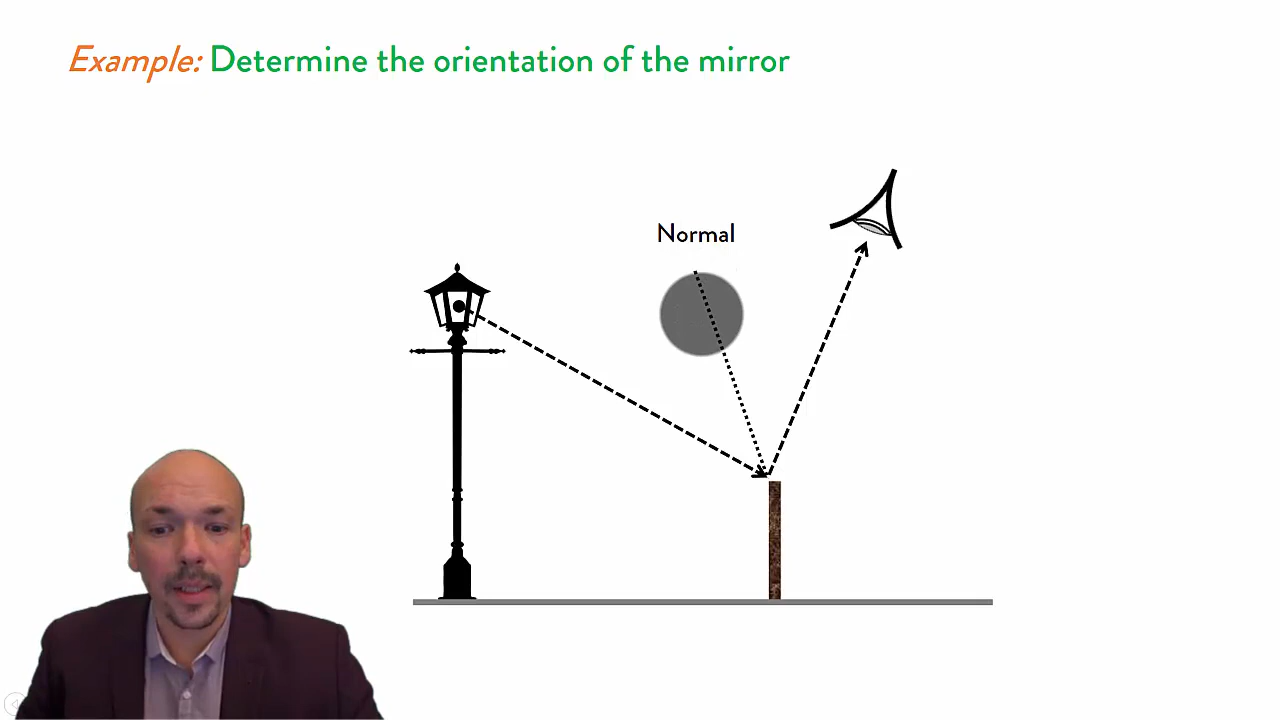 Example: Determine the orientation of the mirror
Normal